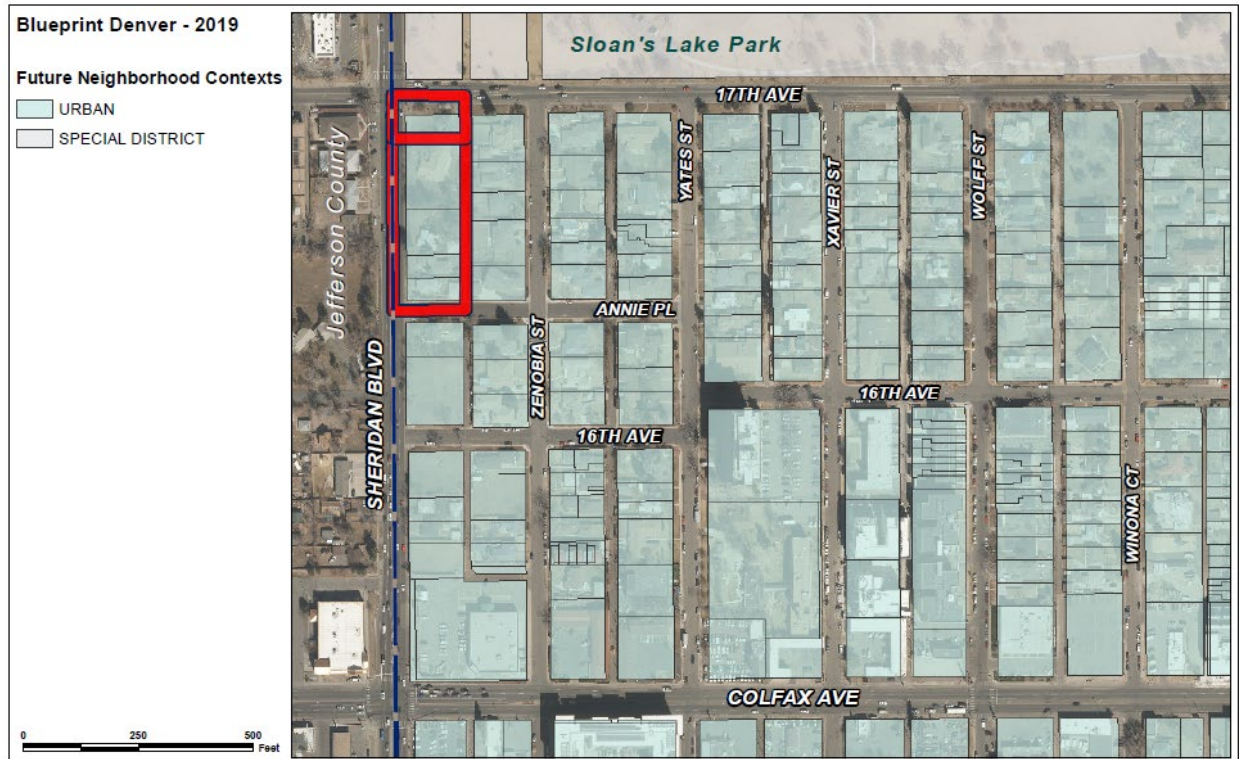 Blueprint Denver - 2019
Future Neighborhood Contexts
URBAN
SPECIAL DISTRICT
0 250 500
Feet
Sloan's Lake Park
17TH AVE
Jefferson County
YATES ST
XAVIER ST
WOLFF ST
ANNIE PL
ZENOBIA ST
SHERIDAN BLVD
16TH AVE
16TH AVE
WINONA CT
COLFAX AVE